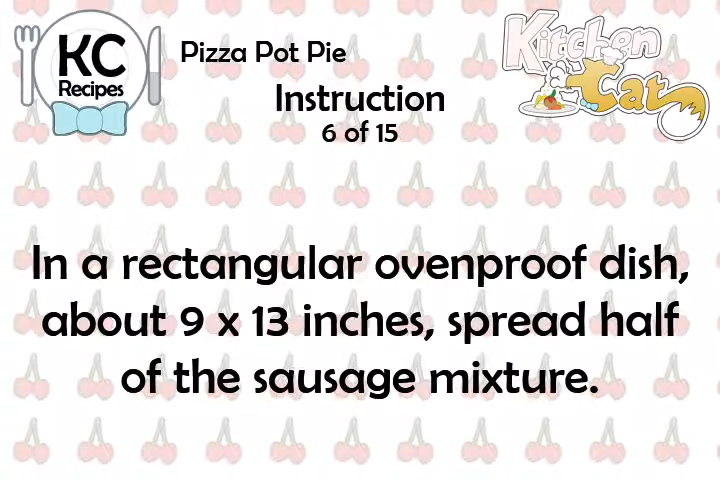 KC
Recipes
Pizza Pot Pie
Kitchen
Cat
Instruction
6 of 15
In a rectangular ovenproof dish,
about 9 x 13 inches, spread half
of the sausage mixture.